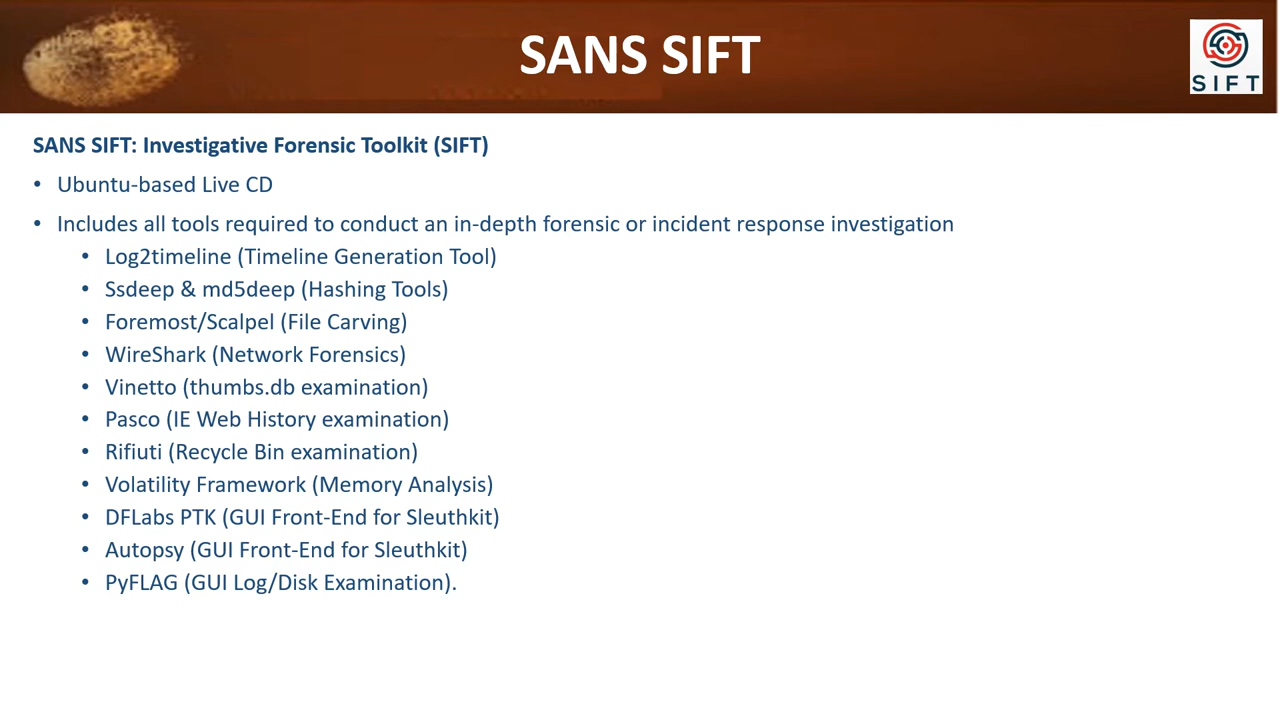 SANS SIFT
SIFT
SANS SIFT: Investigative Forensic Toolkit (SIFT)
• Ubuntu-based Live CD
• Includes all tools required to conduct an in-depth forensic or incident response investigation
• Log2timeline (Timeline Generation Tool)
• Ssdeep & md5deep (Hashing Tools)
• Foremost/Scalpel (File Carving)
• WireShark (Network Forensics)
• Vinetto (thumbs.db examination)
• Pasco (IE Web History examination)
• Rifiuti (Recycle Bin examination)
• Volatility Framework (Memory Analysis)
• DFLabs PTK (GUI Front-End for Sleuthkit)
• Autopsy (GUI Front-End for Sleuthkit)
• PyFLAG (GUI Log/Disk Examination).